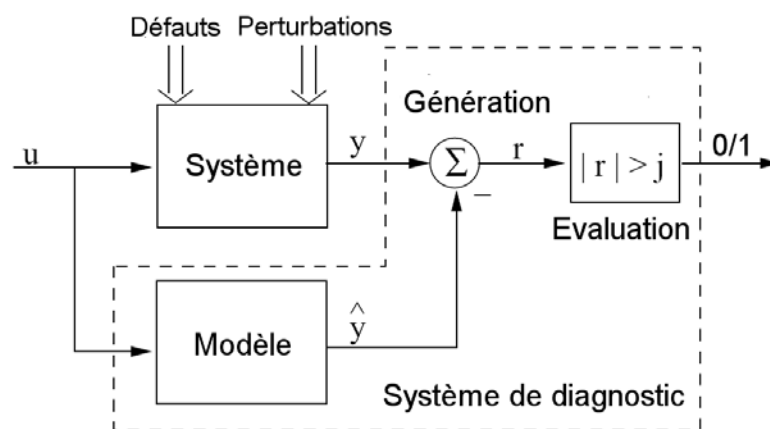 Défauts
Perturbations
Génération
u
Système
y
Σ
r
| r | > j
0/1
−
Evaluation
Modèle
ŷ
Système de diagnostic